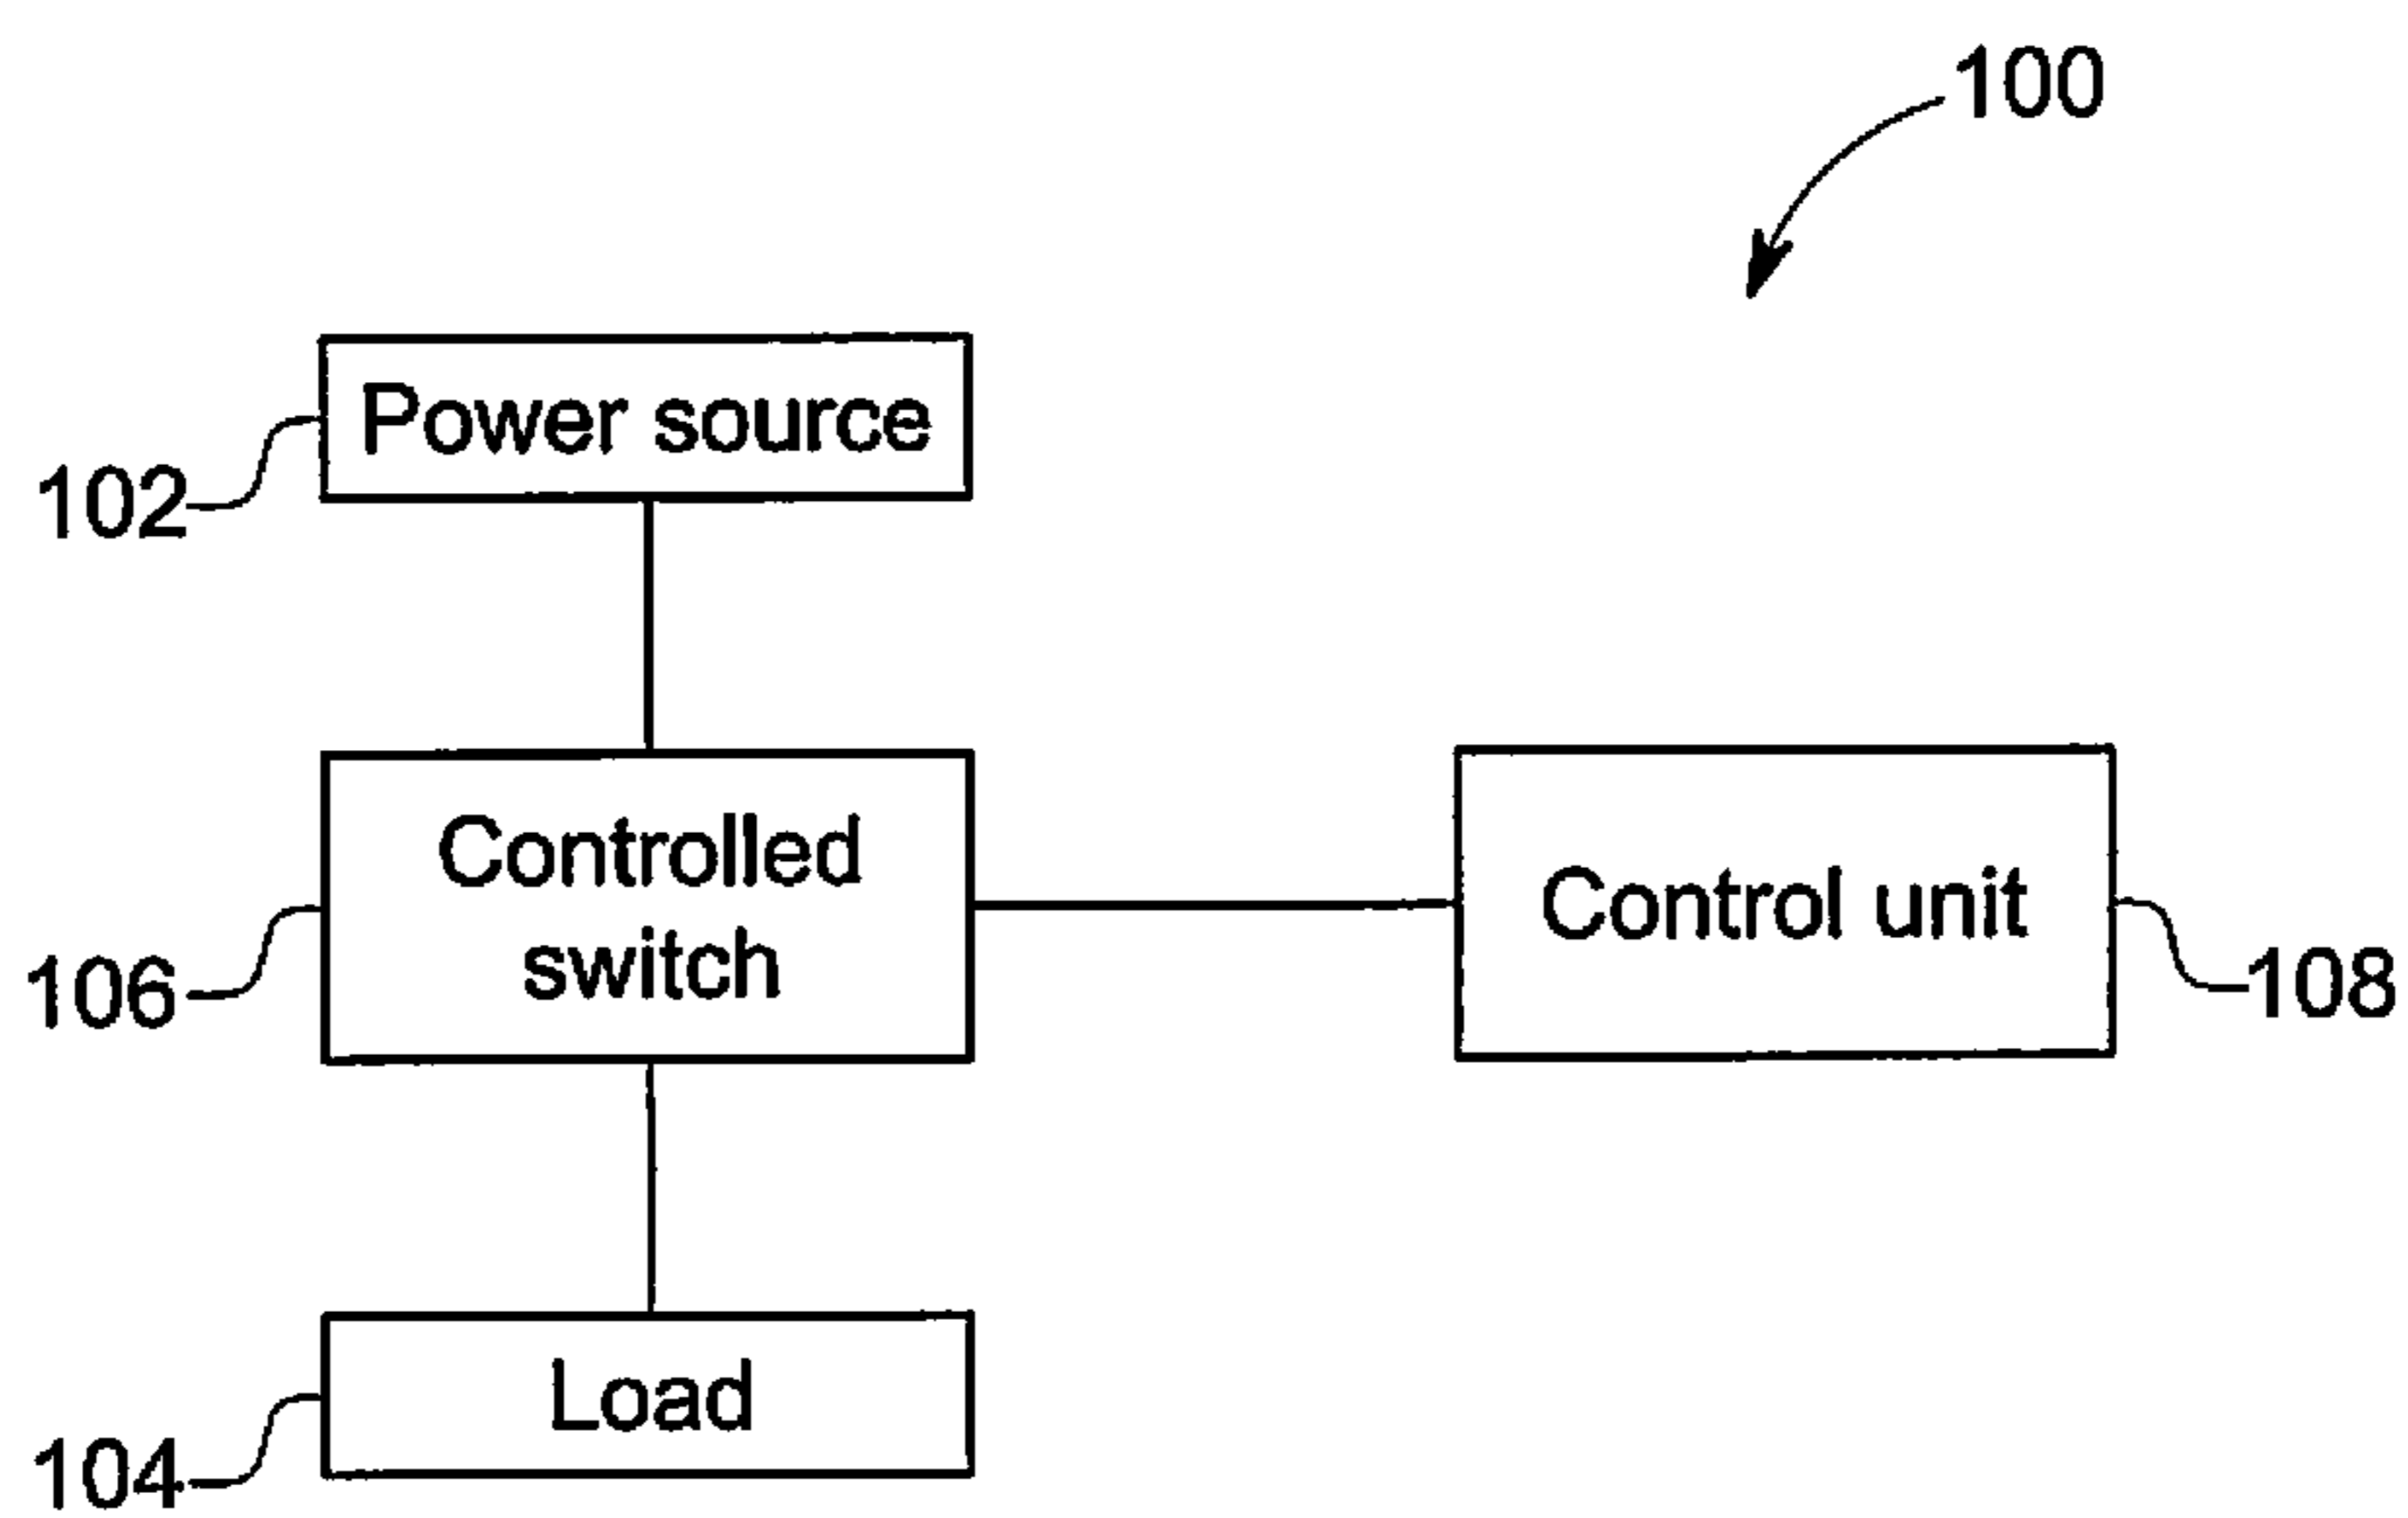 100
Power source
102
Controlled
switch
Control unit
106
108
Load
104